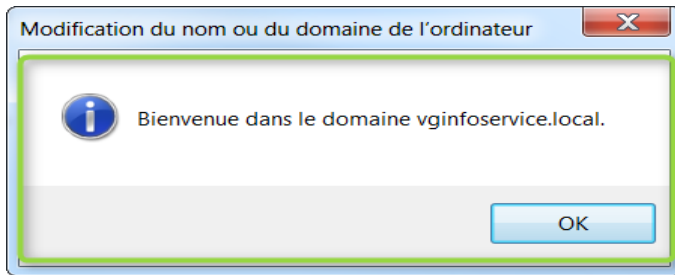 Modification du nom ou du domaine de l'ordinateur
Bienvenue dans le domaine vginfoservice.local.
OK